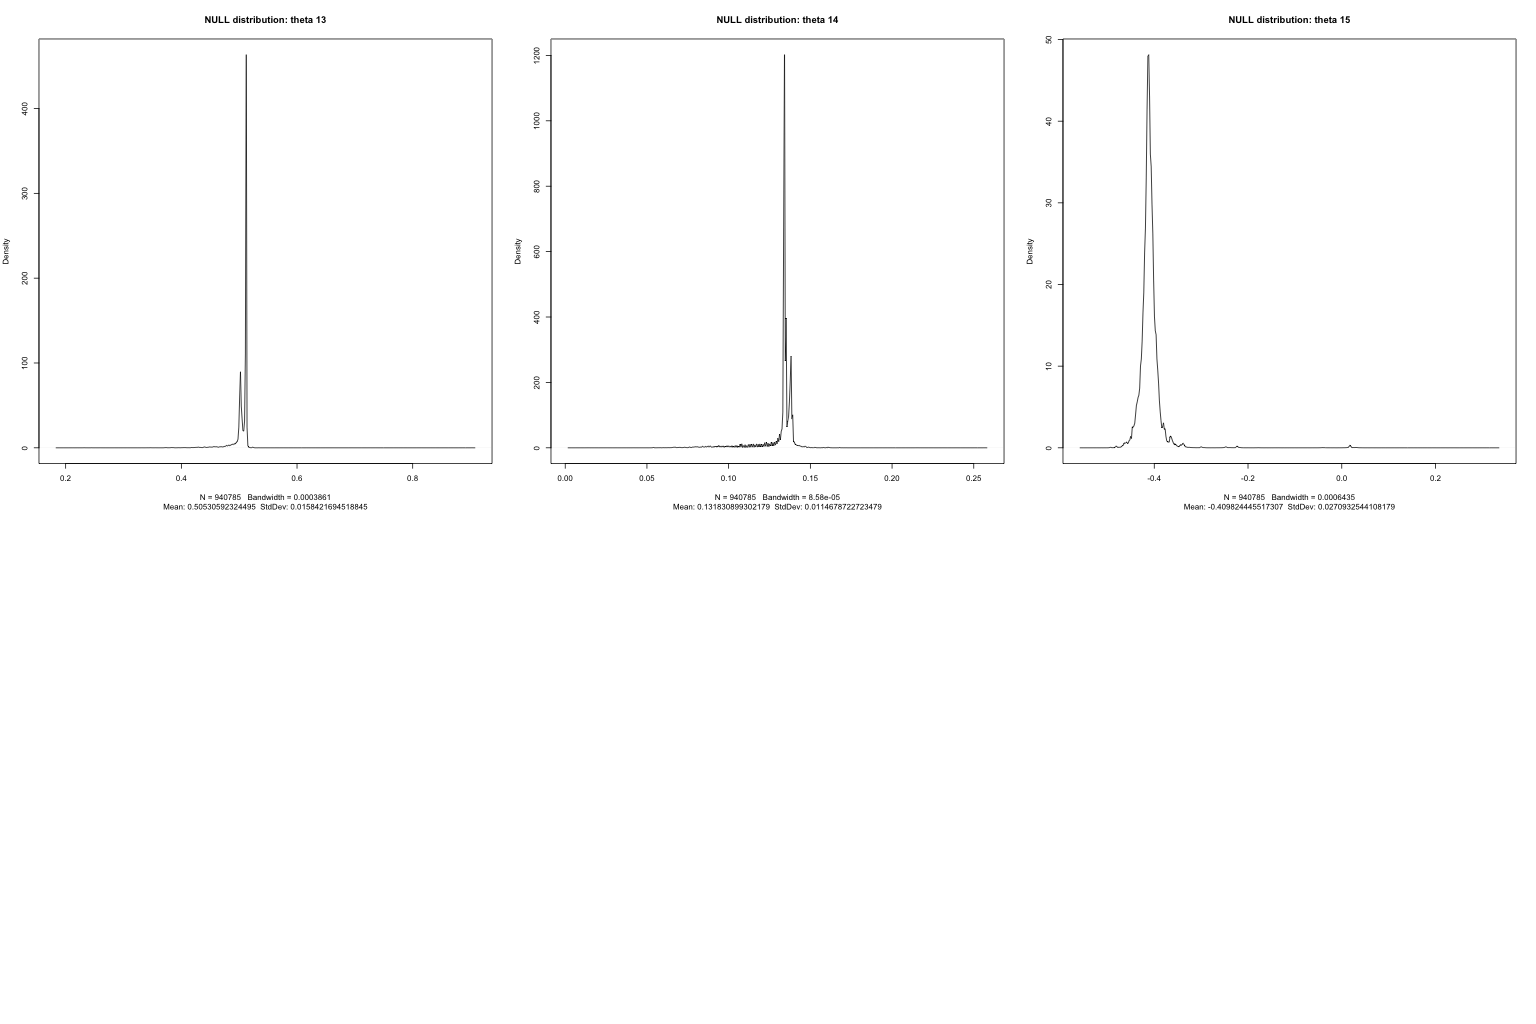 NULL distribution: theta 13
Density
0
100
200
300
400
0.2
0.4
0.6
0.8
N = 940785 Bandwidth = 0.0003861
Mean: 0.50530592324495 StdDev: 0.0158421694518845
NULL distribution: theta 14
Density
0
200
400
600
800
1000
1200
0.00
0.05
0.10
0.15
0.20
0.25
N = 940785 Bandwidth = 8.58e-05
Mean: 0.131830899302179 StdDev: 0.0114678722723479
NULL distribution: theta 15
Density
0
10
20
30
40
50
-0.4
-0.2
0.0
0.2
N = 940785 Bandwidth = 0.0006435
Mean: -0.409824445517307 StdDev: 0.0270932544108179